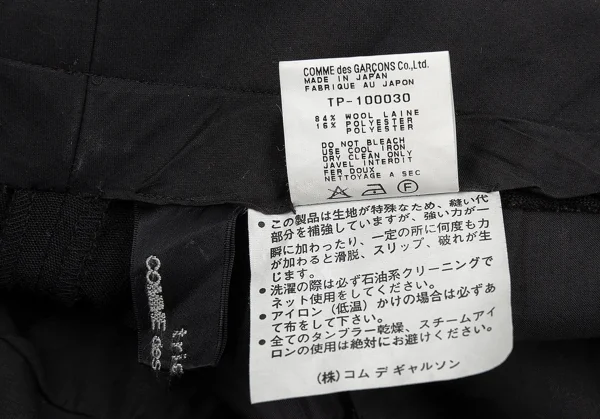 COMME des GARÇONS Co.,Ltd.
MADE IN JAPAN
FABRIQUE AU JAPON
TP-100030
84% WOOL LAINE
16% POLYESTER
POLYESTER
DO NOT BLEACH
USE COOL IRON
DRY CLEAN ONLY
JAVEL INTERDIT
FER DOUX
NETTOYAGE A SEC
F
●この製品は生地が特殊なため、縫い代
部分を補強していますが、強い力が一
瞬に加わったり、一定の所に何度も力
が加わると滑脱、スリップ、破れが生
じます。
●洗濯の際は必ず石油系クリーニングで
ネット使用をしてください。
●アイロン(低温)かけの場合は必ずあ
て布をして下さい。
●全てのタンブラー乾燥、スチームアイ
ロンの使用は絶対にお避けください。
(株)コム デ ギャルソン
tric
COMME des